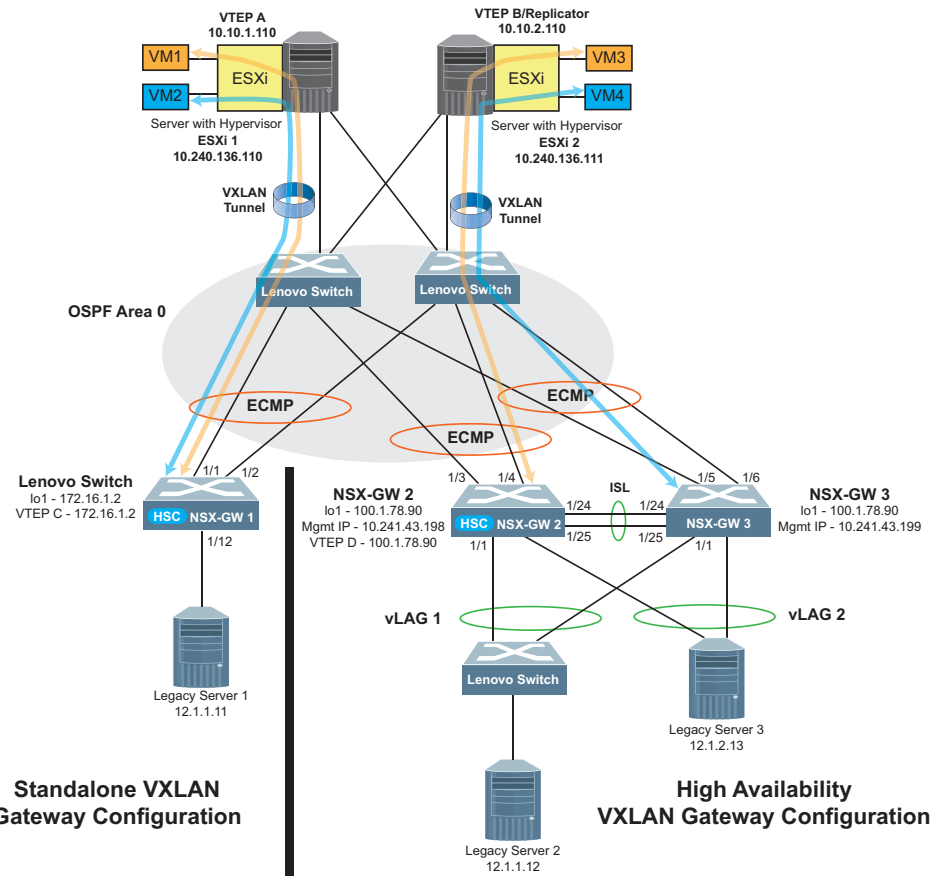 VTEP A
10.10.1.110
VTEP B/Replicator
10.10.2.110
VM1
VM2
ESXi
ESXi
VM3
VM4
Server with Hypervisor
ESXi 1
10.240.136.110
Server with Hypervisor
ESXi 2
10.240.136.111
VXLAN
Tunnel
VXLAN
Tunnel
Lenovo Switch
Lenovo Switch
OSPF Area 0
ECMP
ECMP
ECMP
Lenovo Switch
lo1 - 172.16.1.2
VTEP C - 172.16.1.2
1/1
1/2
HSC NSX-GW 1
1/12
NSX-GW 2
lo1 - 100.1.78.90
Mgmt IP - 10.241.43.198
VTEP D - 100.1.78.90
1/3
1/4
HSC NSX-GW 2
1/1
1/24
1/25
ISL
1/24
1/25
1/5
1/6
NSX-GW 3
1/1
NSX-GW 3
lo1 - 100.1.78.90
Mgmt IP - 10.241.43.199
vLAG 1
vLAG 2
Lenovo Switch
Legacy Server 1
12.1.1.11
Legacy Server 3
12.1.2.13
Legacy Server 2
12.1.1.12
Standalone VXLAN
Gateway Configuration
High Availability
VXLAN Gateway Configuration